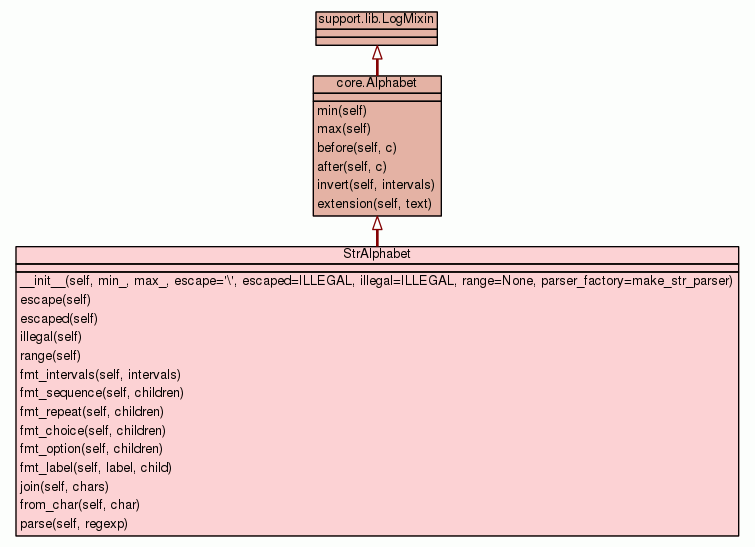 support.lib.LogMixin
core.Alphabet
min(self)
max(self)
before(self, c)
after(self, c)
invert(self, intervals)
extension(self, text)
StrAlphabet
__init__(self, min_, max_, escape='\', escaped=ILLEGAL, illegal=ILLEGAL, range=None, parser_factory=make_str_parser)
escape(self)
escaped(self)
illegal(self)
range(self)
fmt_intervals(self, intervals)
fmt_sequence(self, children)
fmt_repeat(self, children)
fmt_choice(self, children)
fmt_option(self, children)
fmt_label(self, label, child)
join(self, chars)
from_char(self, char)
parse(self, regexp)